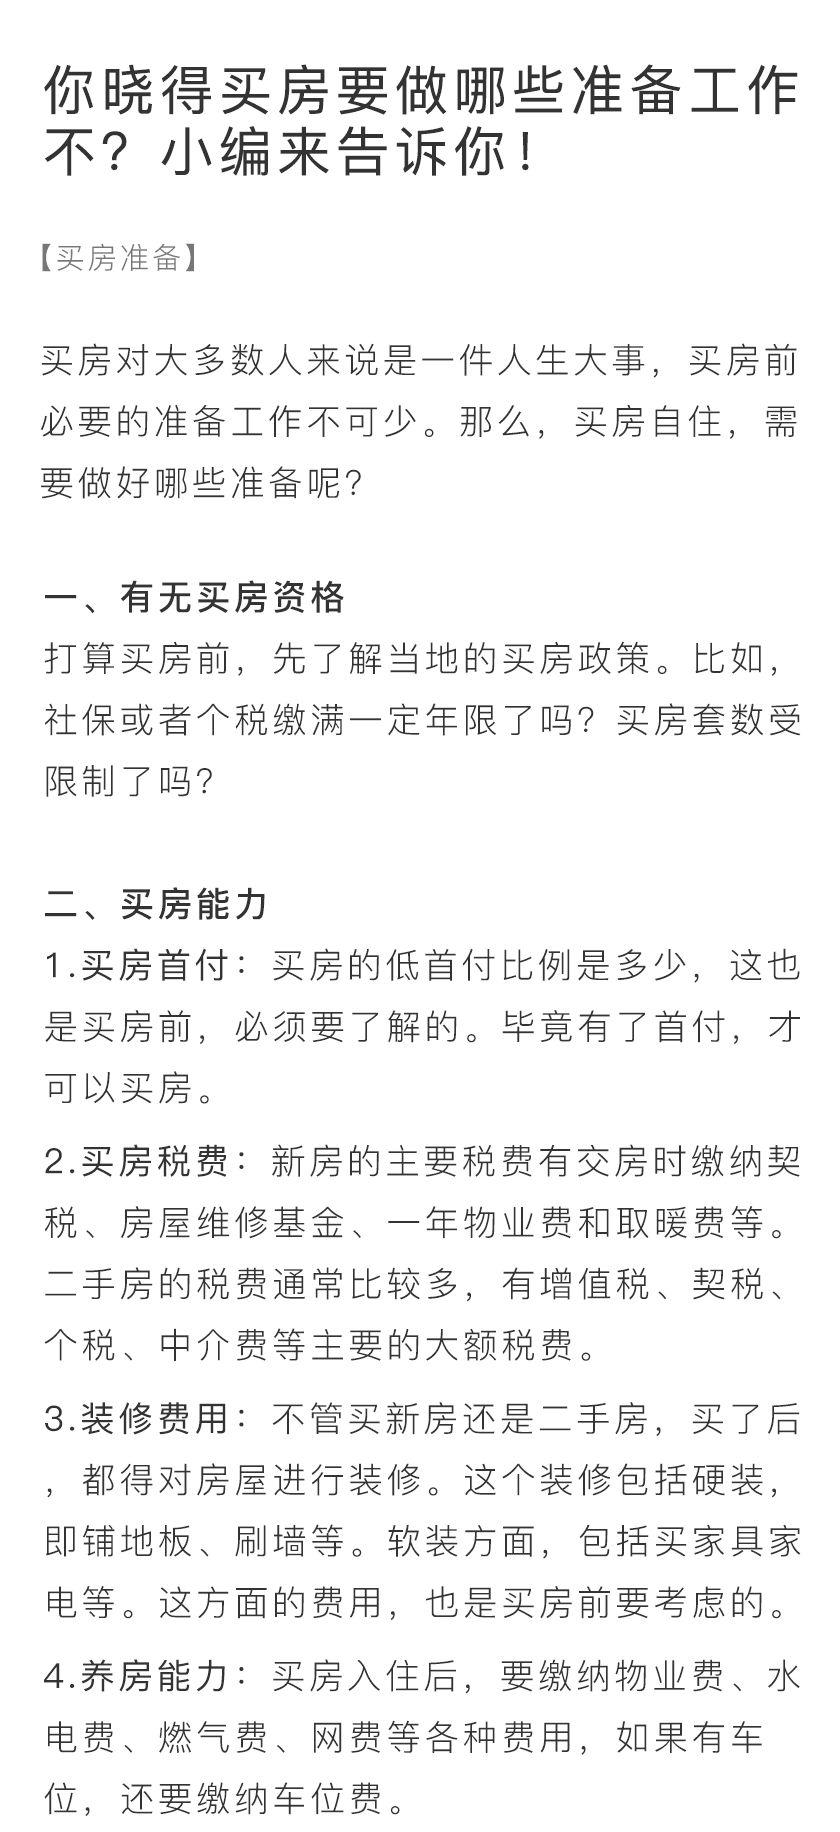 你晓得买房要做哪些准备工作
不？小编来告诉你！
【买房准备】
买房对大多数人来说是一件人生大事，买房前
必要的准备工作不可少。那么，买房自住，需
要做好哪些准备呢？
一、有无买房资格
打算买房前，先了解当地的买房政策。比如，
社保或者个税缴满一定年限了吗？买房套数受
限制了吗？
二、买房能力
1.买房首付：买房的低首付比例是多少，这也
是买房前，必须要了解的。毕竟有了首付，才
可以买房。
2.买房税费：新房的主要税费有交房时缴纳契
税、房屋维修基金、一年物业费和取暖费等。
二手房的税费通常比较多，有增值税、契税、
个税、中介费等主要的大额税费。
3.装修费用：不管买新房还是二手房，买了后
，都得对房屋进行装修。这个装修包括硬装，
即铺地板、刷墙等。软装方面，包括买家具家
电等。这方面的费用，也是买房前要考虑的。
4.养房能力：买房入住后，要缴纳物业费、水
电费、燃气费、网费等各种费用，如果有车
位，还要缴纳车位费。